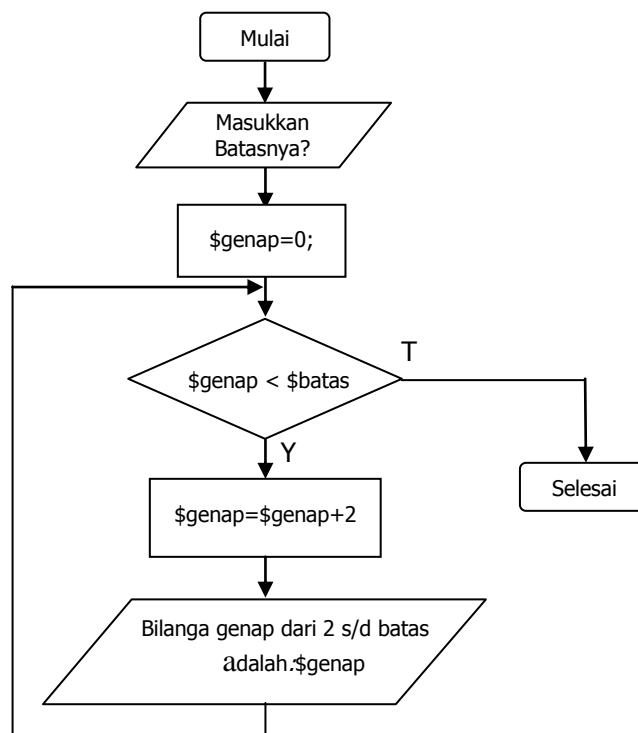 Mulai
Masukkan
Batasnya?
$genap=0;
$genap < $batas
T
Y
$genap=$genap+2
Selesai
Bilanga genap dari 2 s/d batas
adalah:$genap